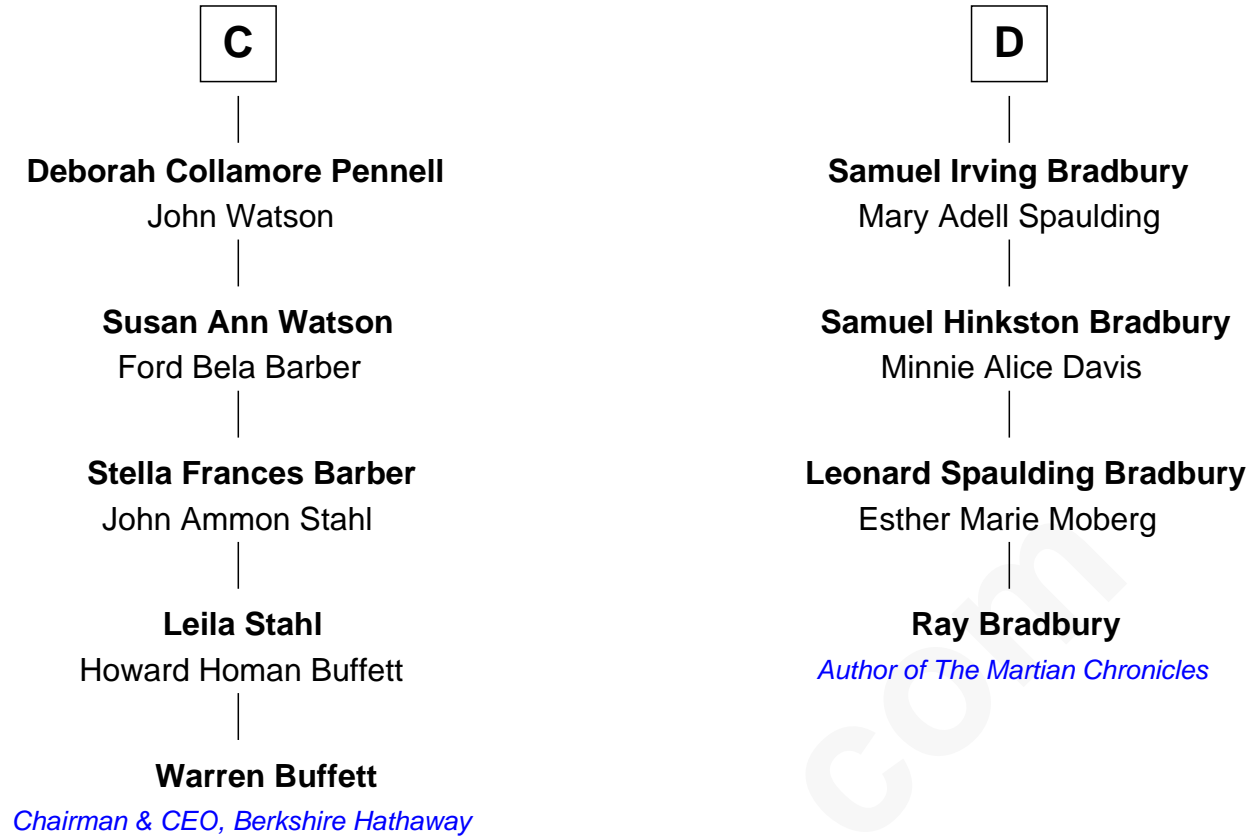 C
Deborah Collamore Pennell
John Watson
Susan Ann Watson
Ford Bela Barber
Stella Frances Barber
John Ammon Stahl
Leila Stahl
Howard Homan Buffett
Warren Buffett
Chairman & CEO, Berkshire Hathaway
D
Samuel Irving Bradbury
Mary Adell Spaulding
Samuel Hinkston Bradbury
Minnie Alice Davis
Leonard Spaulding Bradbury
Esther Marie Moberg
Ray Bradbury
Author of The Martian Chronicles
com